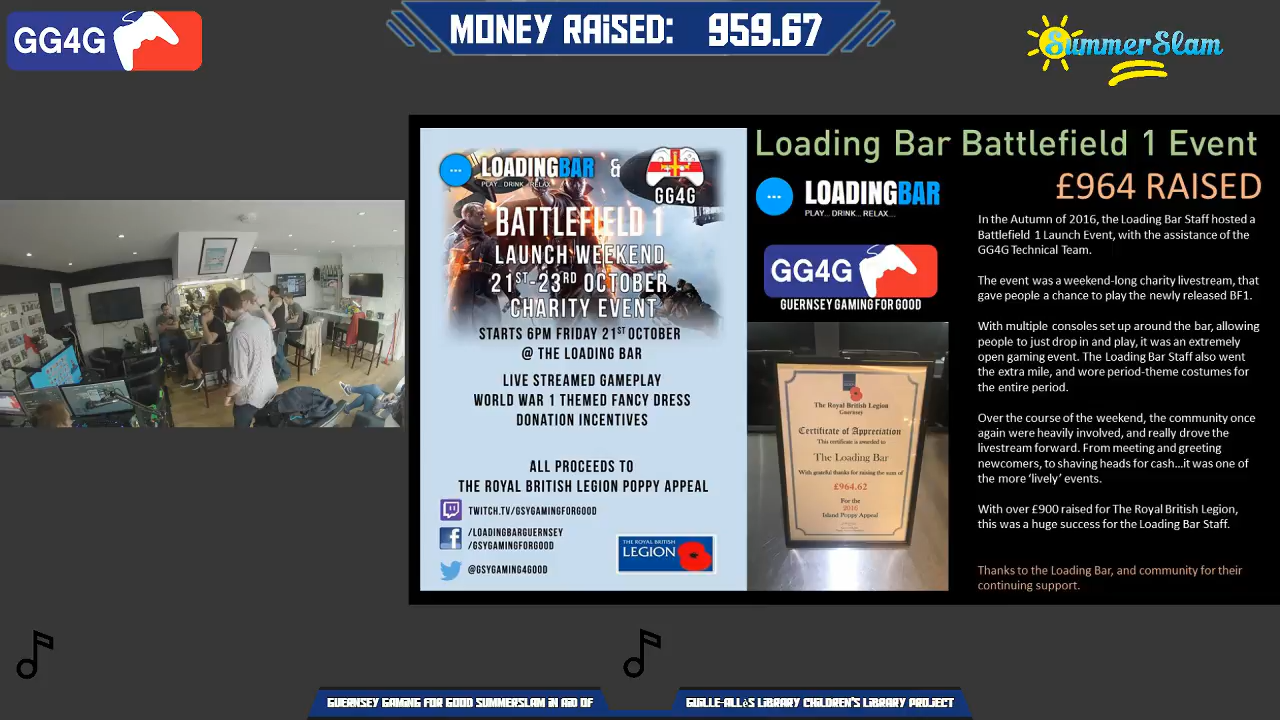 GG4G
MONEY RAISED: 959.67
SummerSlam
LOADINGBAR & GG4G
PLAY... DRINK... RELAX...
BATTLEFIELD 1
LAUNCH WEEKEND
21ST-23RD OCTOBER
CHARITY EVENT
STARTS 6PM FRIDAY 21ST OCTOBER
@ THE LOADING BAR
LIVE STREAMED GAMEPLAY
WORLD WAR 1 THEMED FANCY DRESS
DONATION INCENTIVES
ALL PROCEEDS TO
THE ROYAL BRITISH LEGION POPPY APPEAL
TWITCH.TV/GSYGAMINGFORGOOD
/LOADINGBARGUERNSEY
/GSYGAMINGFORGOOD
@GSYGAMING4GOOD
THE ROYAL BRITISH
LEGION
Loading Bar Battlefield 1 Event
£964 RAISED
LOADINGBAR
PLAY... DRINK... RELAX....
GG4G
GUERNSEY GAMING FOR GOOD
The Royal British Legion
Guernsey
Certificate of Appreciation
This certificate is awarded to
The Loading Bar
With grateful thanks for raising the sum of
£964.62
For the
2016
Island Poppy Appeal
In the Autumn of 2016, the Loading Bar Staff hosted a
Battlefield 1 Launch Event, with the assistance of the
GG4G Technical Team.
The event was a weekend-long charity livestream, that
gave people a chance to play the newly released BF1.
With multiple consoles set up around the bar, allowing
people to just drop in and play, it was an extremely
open gaming event. The Loading Bar Staff also went
the extra mile, and wore period-theme costumes for
the entire period.
Over the course of the weekend, the community once
again were heavily involved, and really drove the
livestream forward. From meeting and greeting
newcomers, to shaving heads for cash...it was one of
the more 'lively' events.
With over £900 raised for The Royal British Legion,
this was a huge success for the Loading Bar Staff.
Thanks to the Loading Bar, and community for their
continuing support.
GUERNSEY GAMING FOR GOOD SUMMERSLAM IN AID OF
GUILLE-ALLÈS LIBRARY CHILDREN'S LIBRARY PROJECT